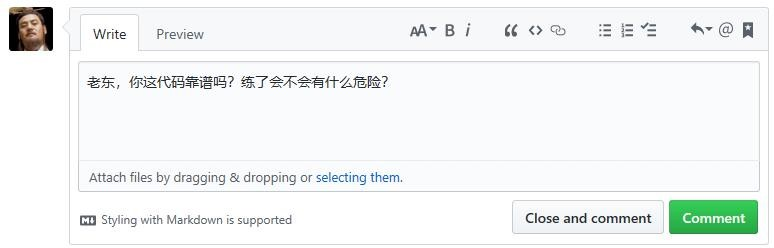 Write
Preview
AA B i
老东，你这代码靠谱吗？练了会不会有什么危险？
Attach files by dragging & dropping or selecting them.
Styling with Markdown is supported
Close and comment
Comment